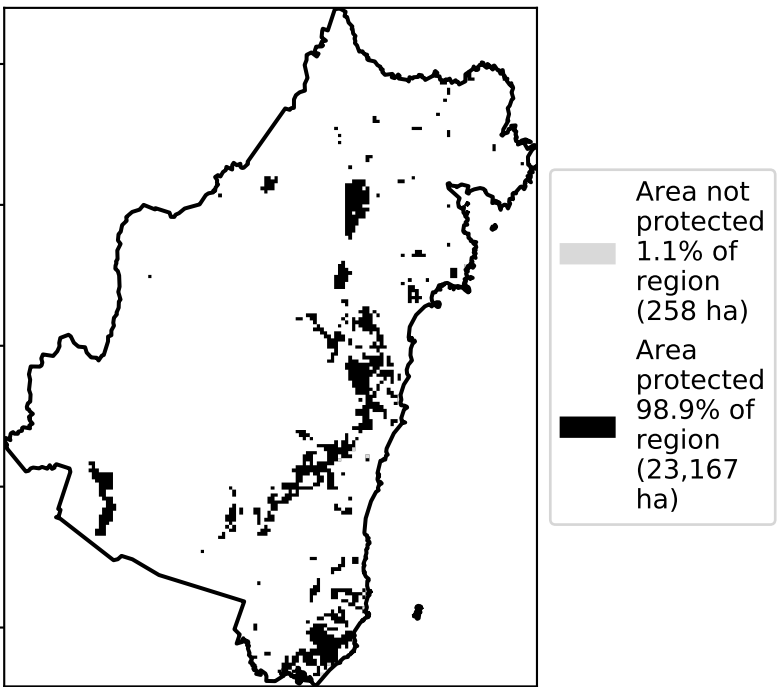 Area not
protected
1.1% of
region
(258 ha)
Area
protected
98.9% of
region
(23,167
ha)